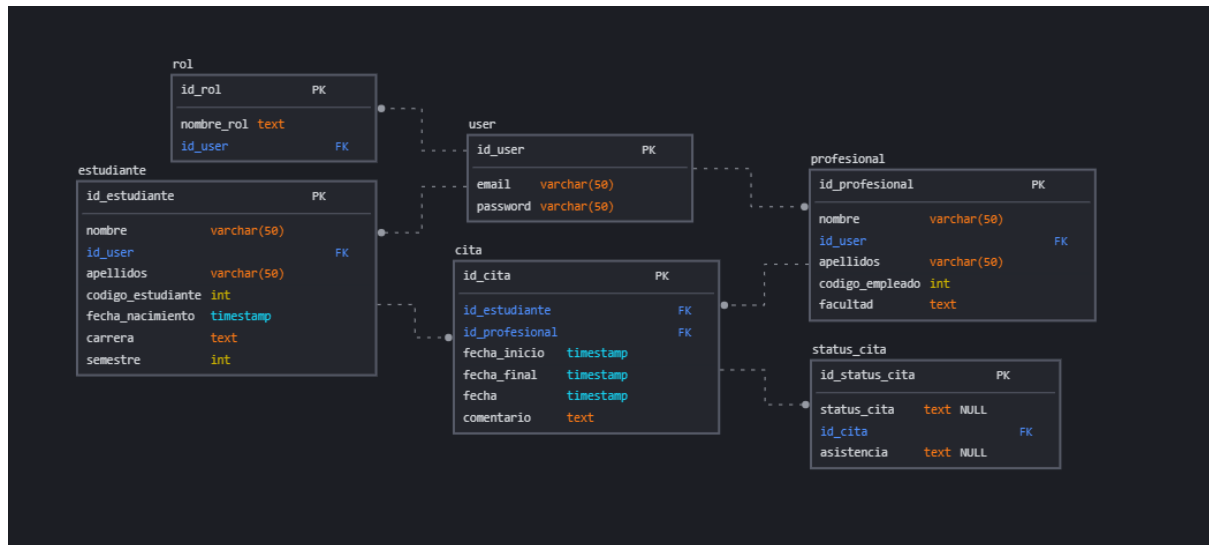 rol
id_rol PK
nombre_rol text
id_user FK
estudiante
id_estudiante PK
nombre varchar(50)
id_user FK
apellidos varchar(50)
codigo_estudiante int
fecha_nacimiento timestamp
carrera text
semestre int
user
id_user PK
email varchar(50)
password varchar(50)
cita
id_cita PK
id_estudiante FK
id_profesional FK
fecha_inicio timestamp
fecha_final timestamp
fecha timestamp
comentario text
profesional
id_profesional PK
nombre varchar(50)
id_user FK
apellidos varchar(50)
codigo_empleado int
facultad text
status_cita
id_status_cita PK
status_cita text NULL
id_cita FK
asistencia text NULL